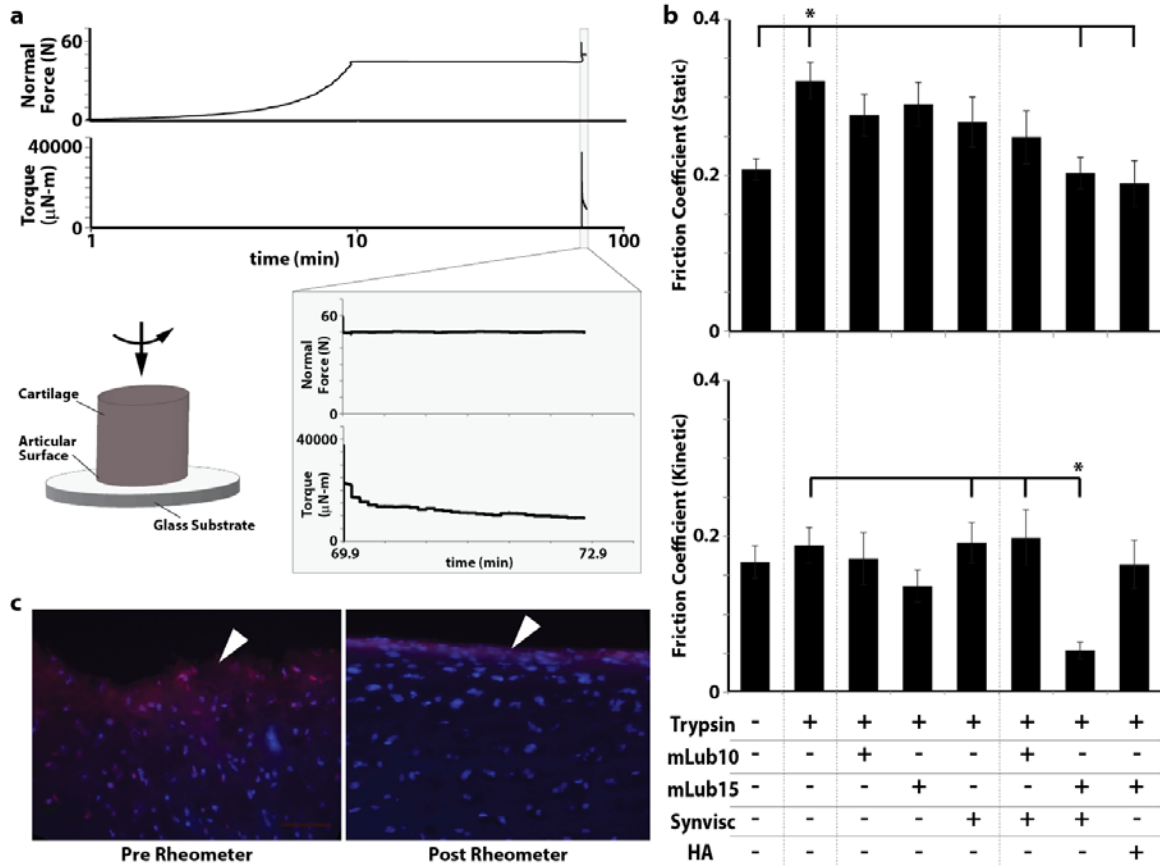 a
60
Normal
Force (N)
0
40000
Torque
(μN-m)
0
1
10
100
time (min)
Cartilage
Articular
Surface
Glass Substrate
60
Normal
Force (N)
0
40000
Torque
(μN-m)
0
69.9
72.9
time (min)
b
0.4
*
Friction Coefficient (Static)
0.2
0
0.4
*
Friction Coefficient (Kinetic)
0.2
0
Trypsin - + + + + + + +
mLub10 - - + - - + - -
mLub15 - - - + - - + +
Synvisc - - - - + + + -
HA - - - - - - - +
c
Pre Rheometer
Post Rheometer